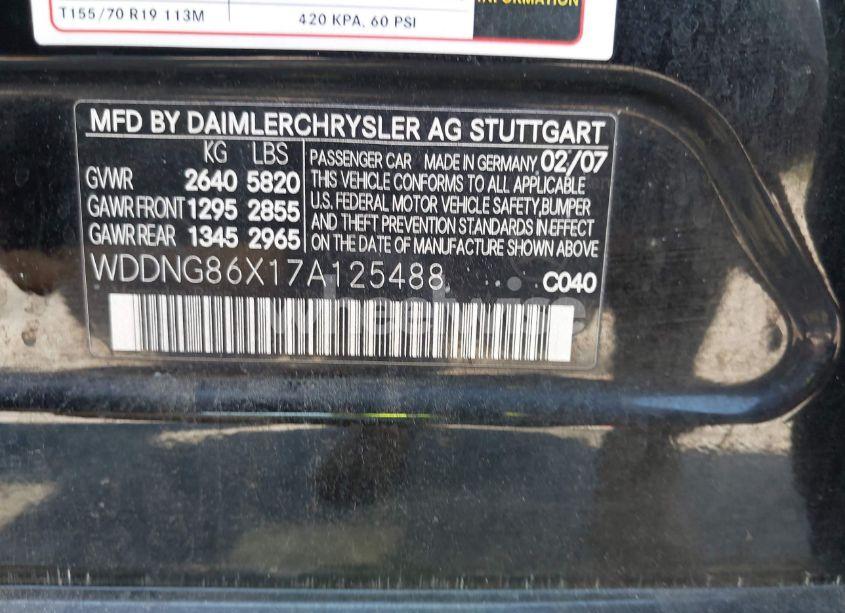 INFORMATION
T155/70 R19 113M 420 KPA, 60 PSI
MFD BY DAIMLERCHRYSLER AG STUTTGART
KG LBS
GVWR 2640 5820
GAWR FRONT 1295 2855
GAWR REAR 1345 2965
PASSENGER CAR MADE IN GERMANY 02/07
THIS VEHICLE CONFORMS TO ALL APPLICABLE
U.S. FEDERAL MOTOR VEHICLE SAFETY, BUMPER
AND THEFT PREVENTION STANDARDS IN EFFECT
ON THE DATE OF MANUFACTURE SHOWN ABOVE
WDDNG86X17A125488 C040
wheelwise